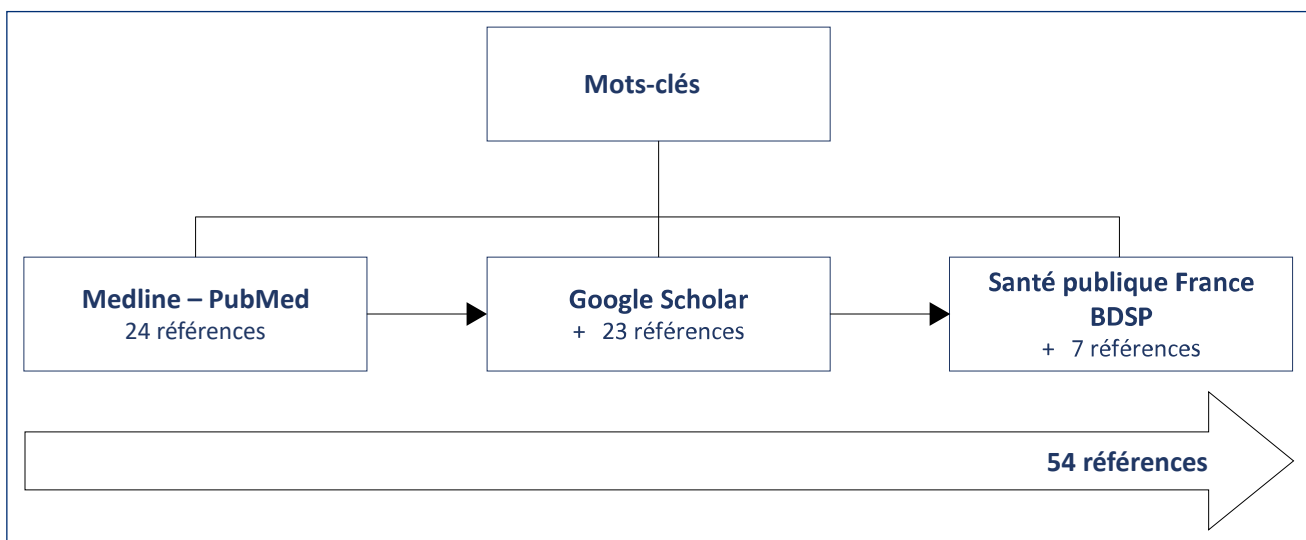 Mots-clés
Medline – PubMed
24 références
Google Scholar
+ 23 références
Santé publique France
BDSP
+ 7 références
54 références